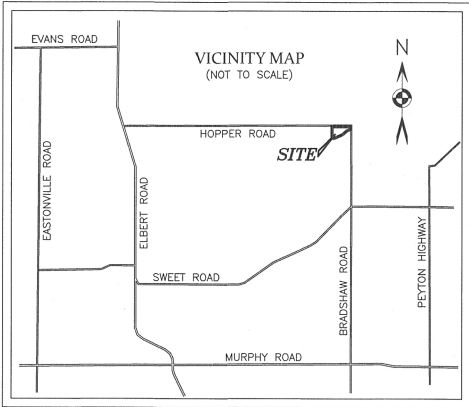 EVANS ROAD
VICINITY MAP
(NOT TO SCALE)
N
HOPPER ROAD
SITE
EASTONVILLE ROAD
ELBERT ROAD
SWEET ROAD
BRADSHAW ROAD
PEYTON HIGHWAY
MURPHY ROAD